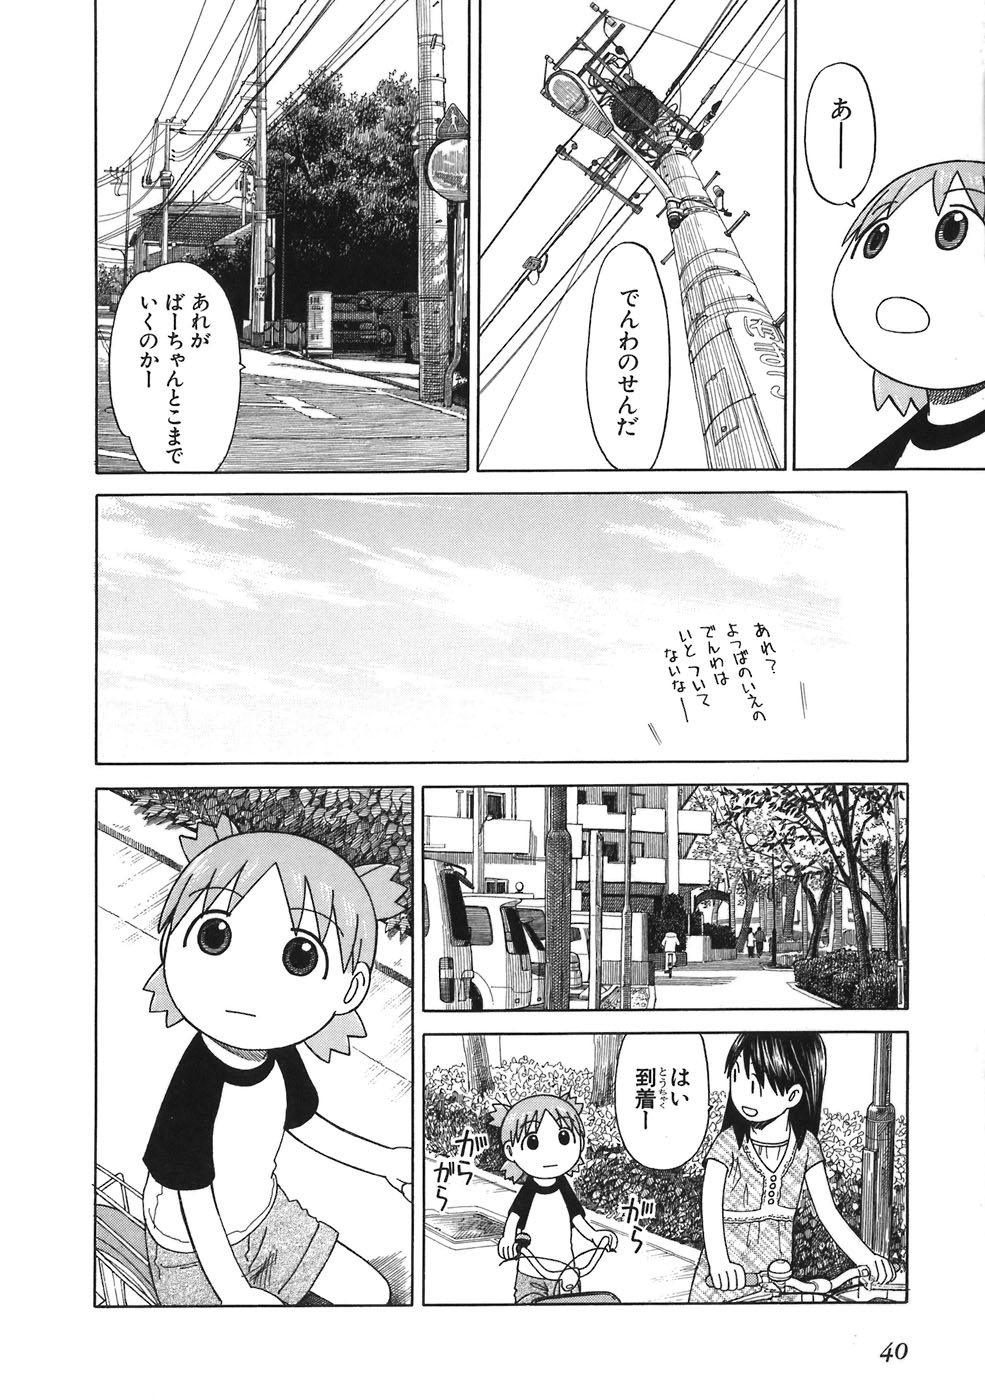 あー
でんわのせんだ
あれが
ばーちゃんとこまで
いくのかー
あれ？
よつばのいえの
でんわは
いとついて
ないなー
はい
到着ー
とうちゃく
がらがら
がら
40